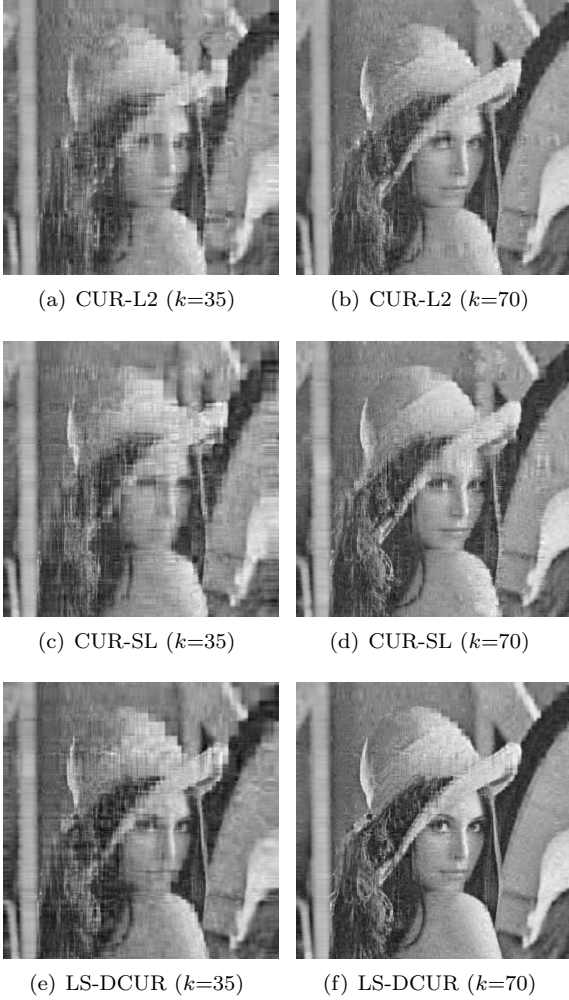 (a) CUR-L2 (k=35)
(b) CUR-L2 (k=70)
(c) CUR-SL (k=35)
(d) CUR-SL (k=70)
(e) LS-DCUR (k=35)
(f) LS-DCUR (k=70)